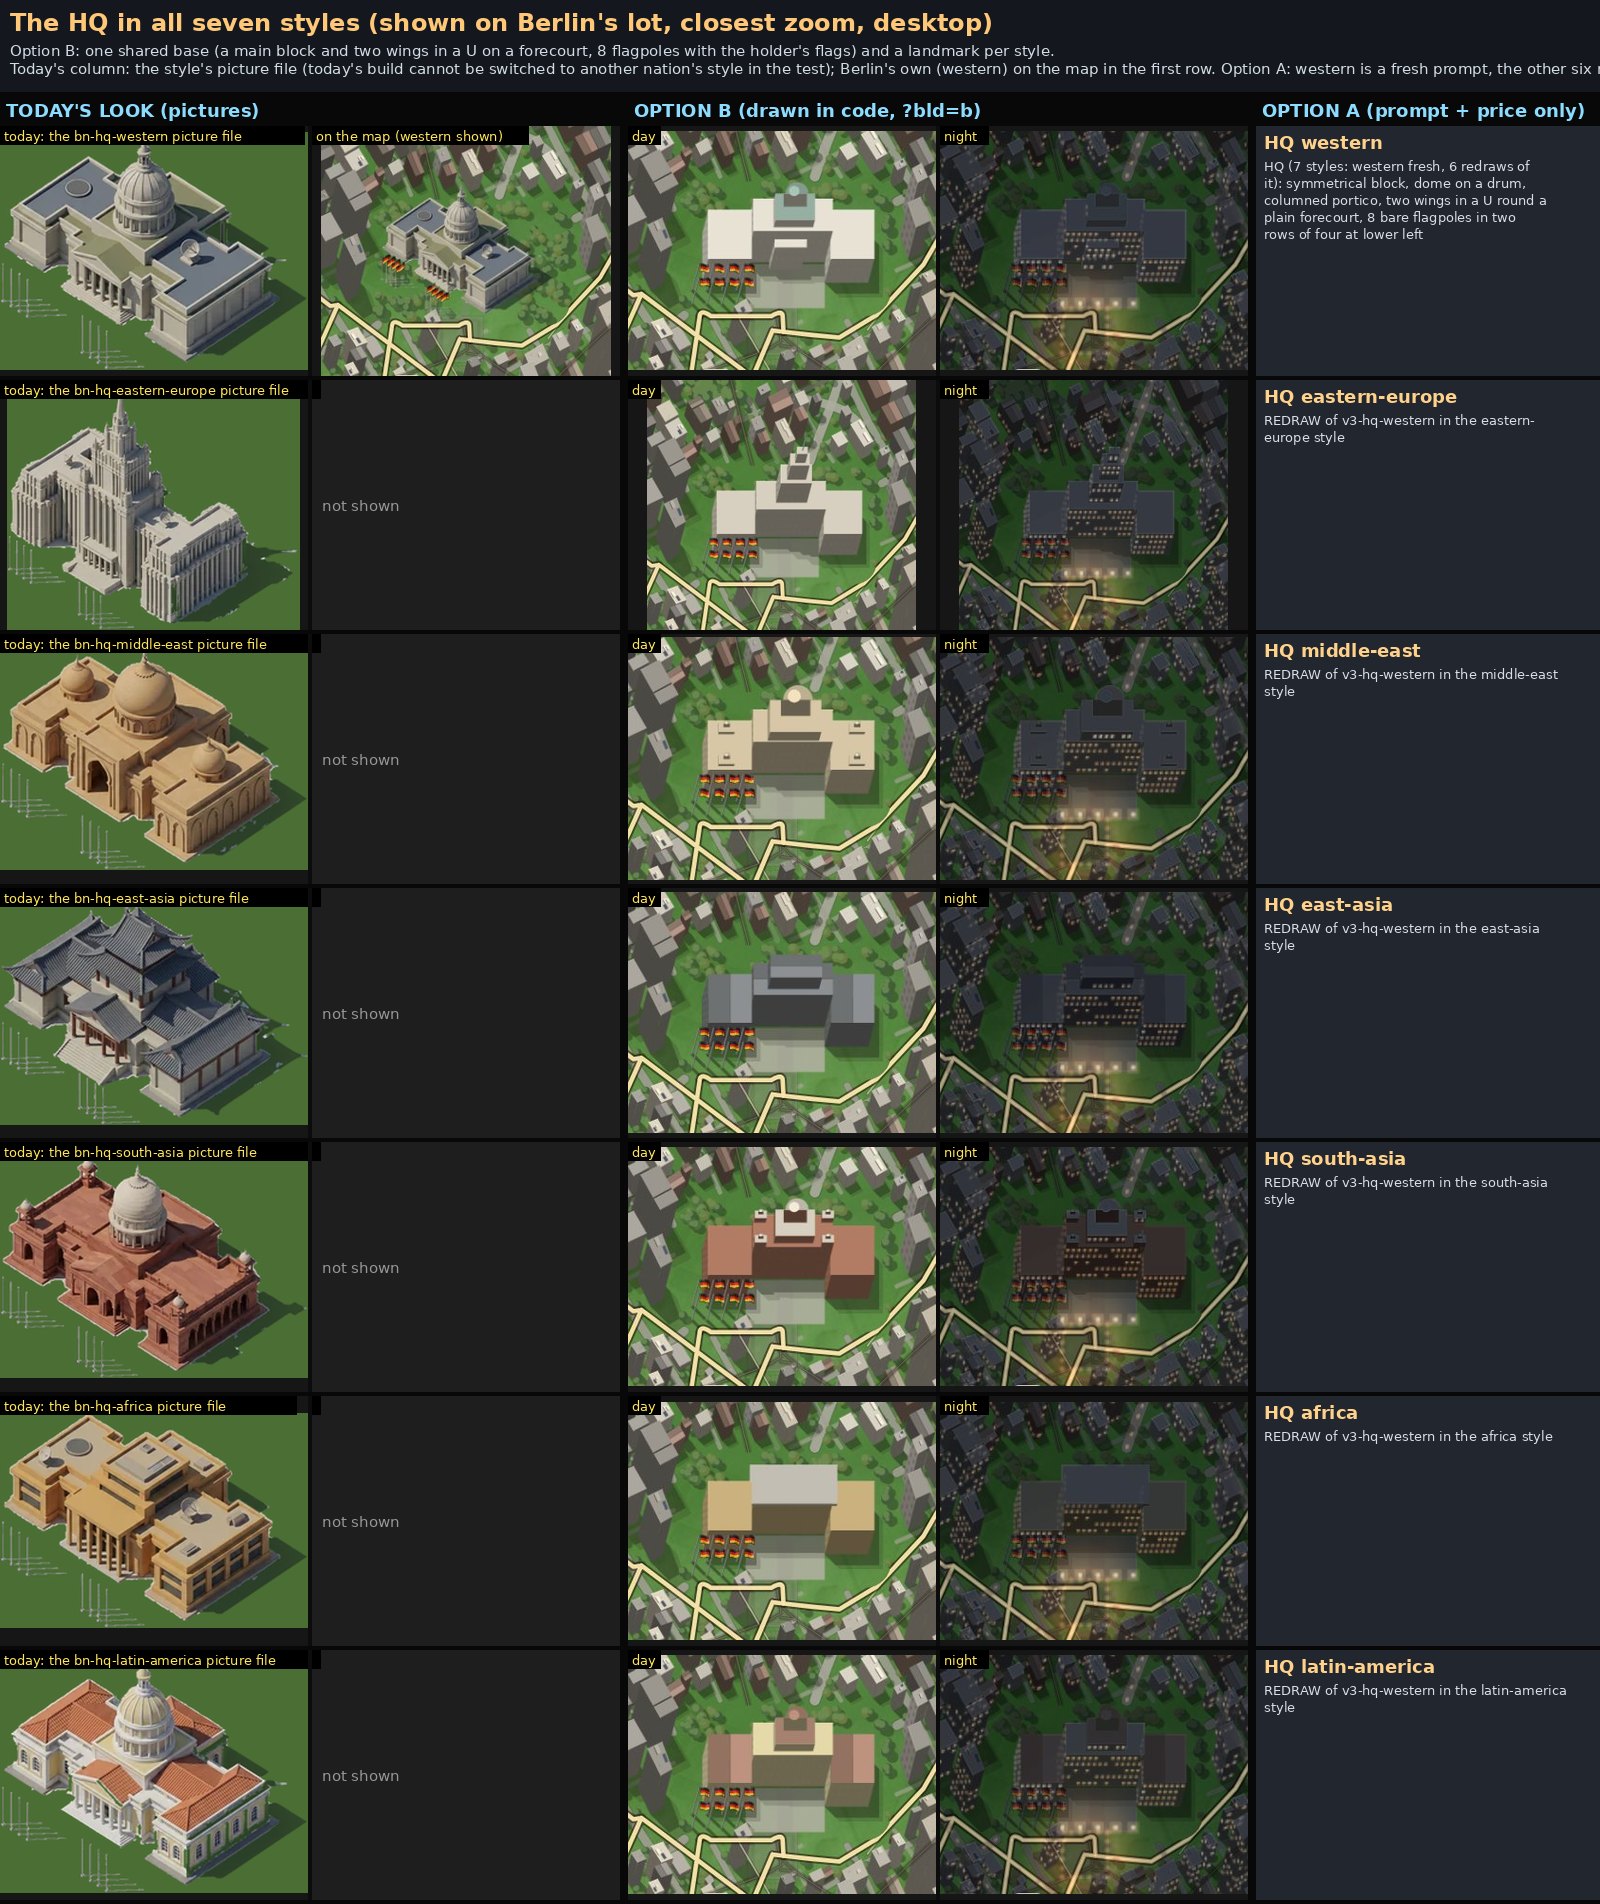 The HQ in all seven styles (shown on Berlin's lot, closest zoom, desktop)
Option B: one shared base (a main block and two wings in a U on a forecourt, 8 flagpoles with the holder's flags) and a landmark per style.
Today's column: the style's picture file (today's build cannot be switched to another nation's style in the test); Berlin's own (western) on the map in the first row. Option A: western is a fresh prompt, the other six
TODAY'S LOOK (pictures)
OPTION B (drawn in code, ?bld=b)
OPTION A (prompt + price only)
today: the bn-hq-western picture file
on the map (western shown)
day
night
HQ western
HQ (7 styles: western fresh, 6 redraws of
it): symmetrical block, dome on a drum,
columned portico, two wings in a U round a
plain forecourt, 8 bare flagpoles in two
rows of four at lower left
today: the bn-hq-eastern-europe picture file
not shown
day
night
HQ eastern-europe
REDRAW of v3-hq-western in the eastern-
europe style
today: the bn-hq-middle-east picture file
not shown
day
night
HQ middle-east
REDRAW of v3-hq-western in the middle-east
style
today: the bn-hq-east-asia picture file
not shown
day
night
HQ east-asia
REDRAW of v3-hq-western in the east-asia
style
today: the bn-hq-south-asia picture file
not shown
day
night
HQ south-asia
REDRAW of v3-hq-western in the south-asia
style
today: the bn-hq-africa picture file
not shown
day
night
HQ africa
REDRAW of v3-hq-western in the africa style
today: the bn-hq-latin-america picture file
not shown
day
night
HQ latin-america
REDRAW of v3-hq-western in the latin-america
style